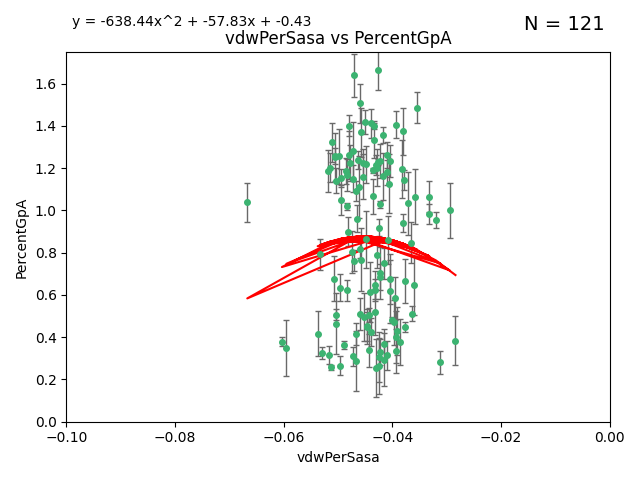 y = -638.44x^2 + -57.83x + -0.43
N = 121
vdwPerSasa vs PercentGpA
PercentGpA
1.6
1.4
1.2
1.0
0.8
0.6
0.4
0.2
0.0
−0.10 −0.08 −0.06 −0.04 −0.02 0.00
vdwPerSasa